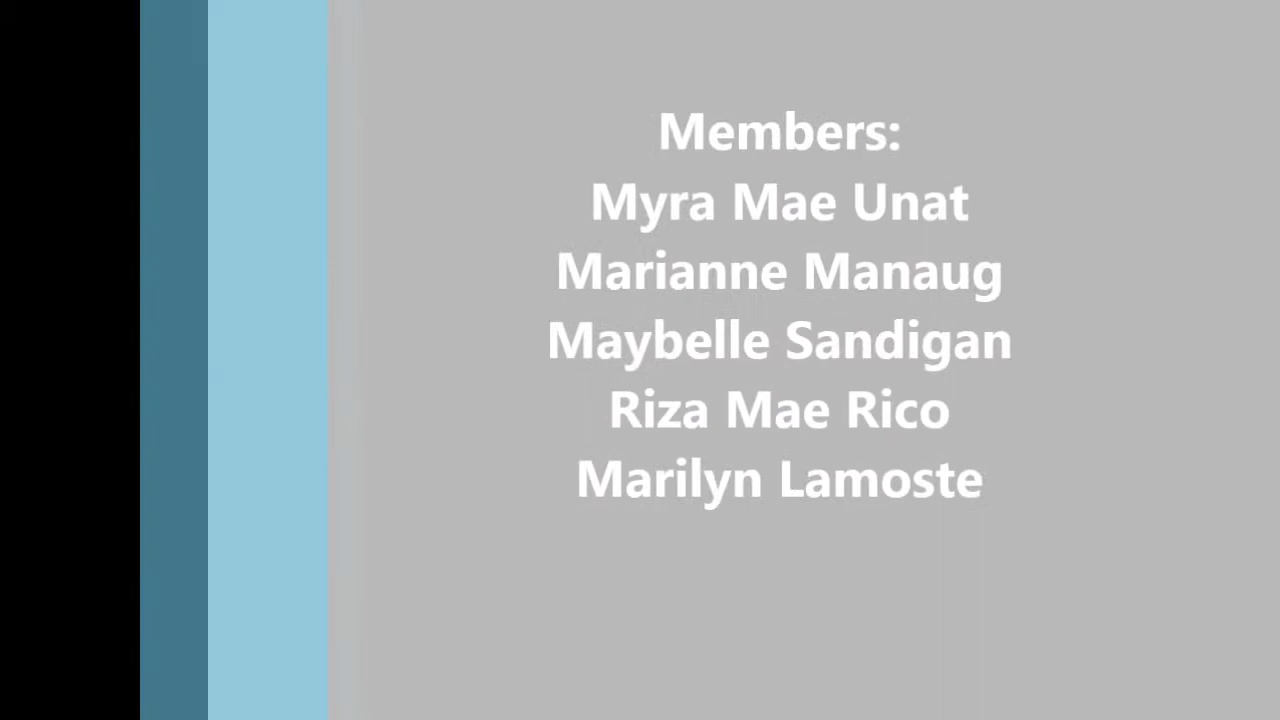 Members:
Myra Mae Unat
Marianne Manaug
Maybelle Sandigan
Riza Mae Rico
Marilyn Lamoste